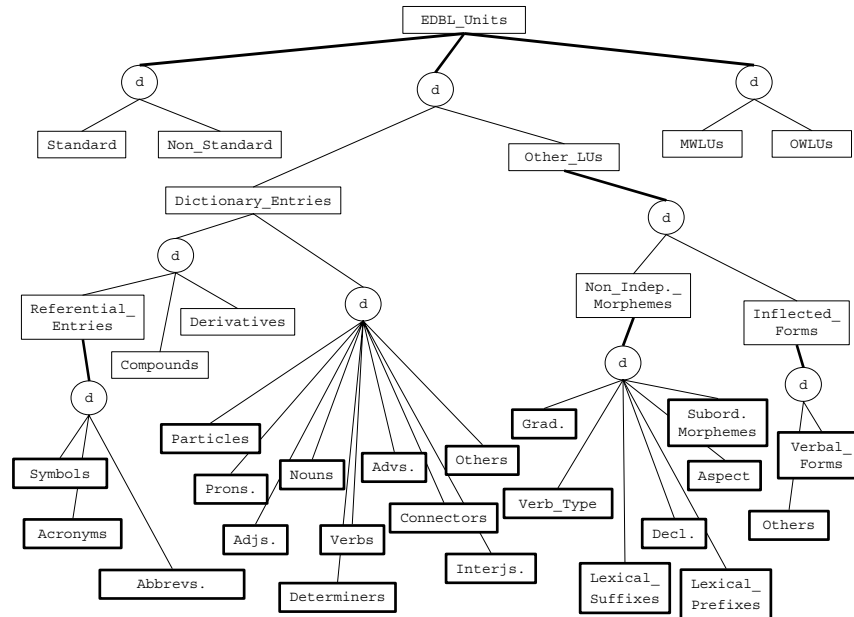 EDBL_Units
d
d
d
Standard
Non_Standard
MWLUs
OWLUs
Other_LUs
Dictionary_Entries
d
d
Referential_
Entries
Derivatives
Compounds
d
Non_Indep._
Morphemes
Inflected_
Forms
d
d
d
Particles
Prons.
Adjs.
Nouns
Determiners
Verbs
Advs.
Connectors
Interjs.
Others
Symbols
Acronyms
Abbrevs.
Grad.
Verb_Type
Lexical_
Suffixes
Decl.
Lexical_
Prefixes
Aspect
Subord.
Morphemes
Verbal_
Forms
Others